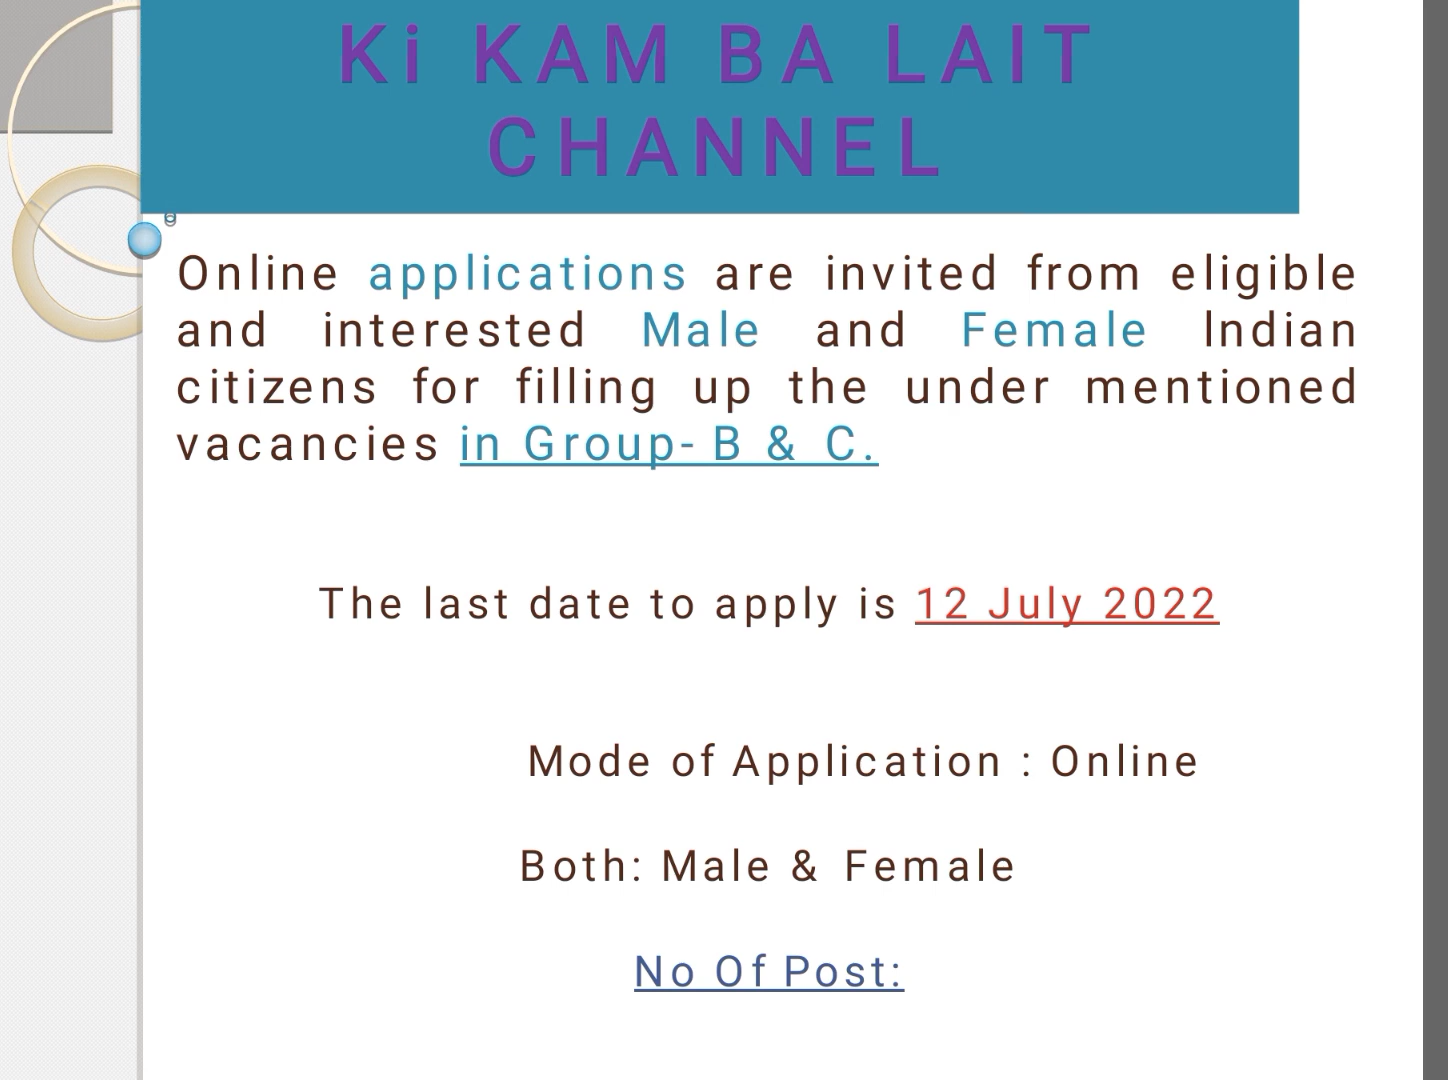 Ki KAM BA LAIT
CHANNEL
Online applications are invited from eligible
and interested Male and Female Indian
citizens for filling up the under mentioned
vacancies in Group- B & C.
The last date to apply is 12 July 2022
Mode of Application : Online
Both: Male & Female
No Of Post: